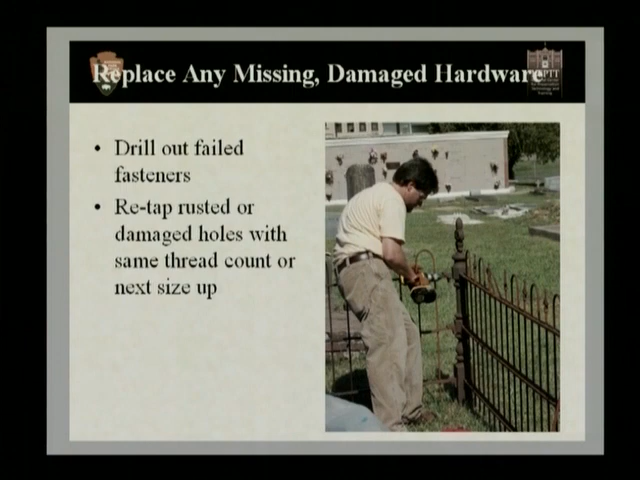 Replace Any Missing, Damaged Hardware
• Drill out failed
fasteners
• Re-tap rusted or
damaged holes with
same thread count or
next size up